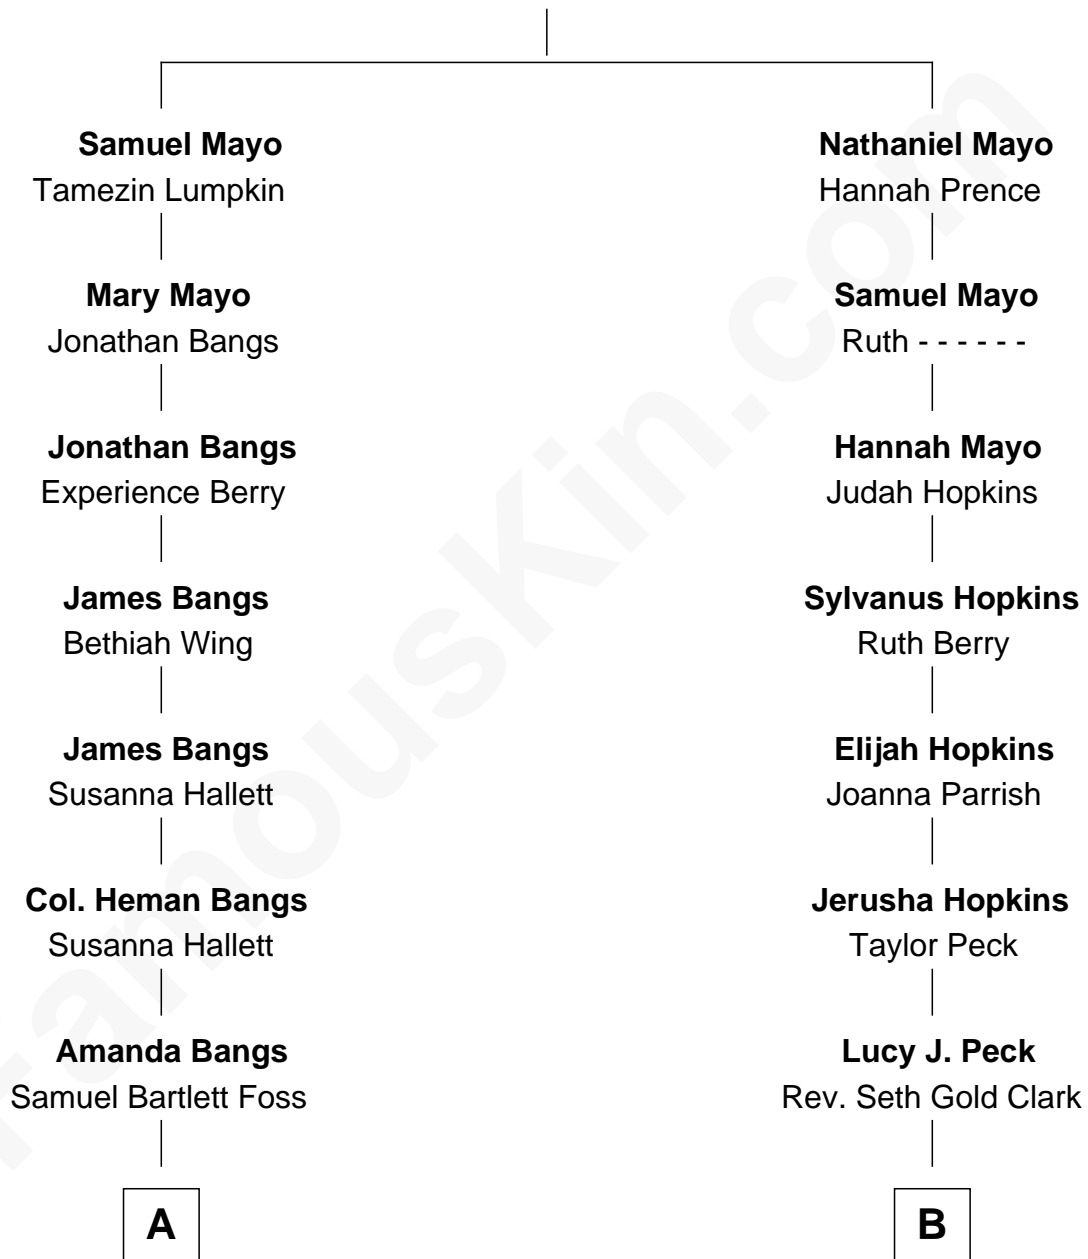 Samuel Mayo
Tamezin Lumpkin
Mary Mayo
Jonathan Bangs
Jonathan Bangs
Experience Berry
James Bangs
Bethiah Wing
James Bangs
Susanna Hallett
Col. Heman Bangs
Susanna Hallett
Amanda Bangs
Samuel Bartlett Foss
A
Nathaniel Mayo
Hannah Prence
Samuel Mayo
Ruth - - - - - -
Hannah Mayo
Judah Hopkins
Sylvanus Hopkins
Ruth Berry
Elijah Hopkins
Joanna Parrish
Jerusha Hopkins
Taylor Peck
Lucy J. Peck
Rev. Seth Gold Clark
B
FamousKin.com